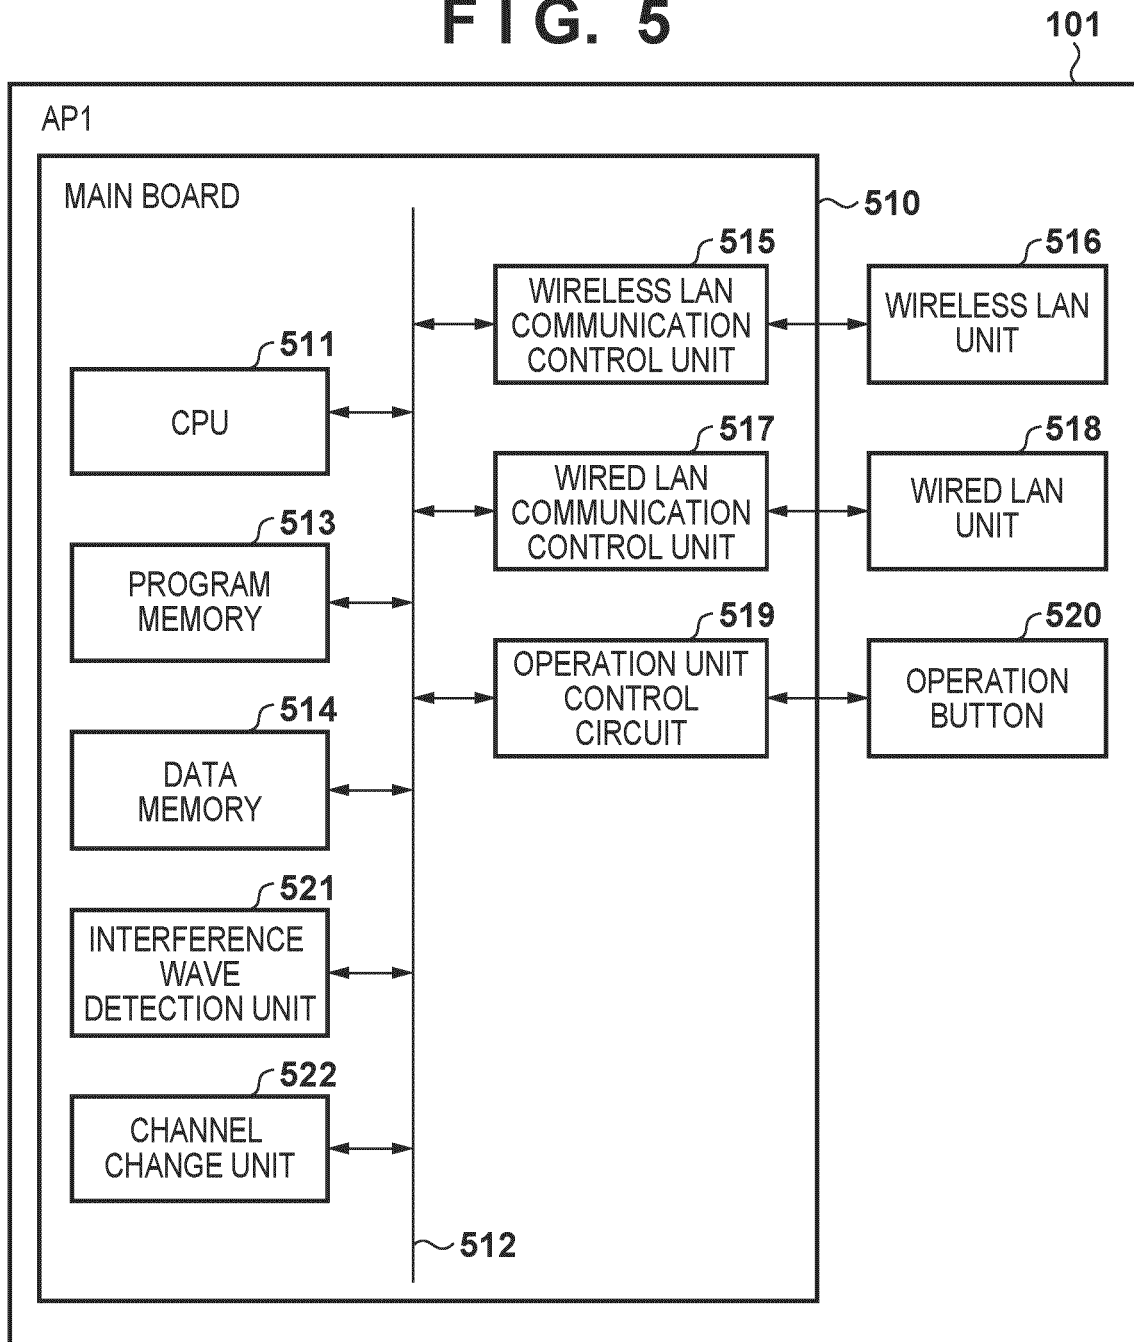 FIG. 5
101
AP1
MAIN BOARD
510
515
WIRELESS LAN
COMMUNICATION
CONTROL UNIT
516
WIRELESS LAN
UNIT
511
CPU
517
WIRED LAN
COMMUNICATION
CONTROL UNIT
518
WIRED LAN
UNIT
513
PROGRAM
MEMORY
519
OPERATION UNIT
CONTROL
CIRCUIT
520
OPERATION
BUTTON
514
DATA
MEMORY
521
INTERFERENCE
WAVE
DETECTION UNIT
522
CHANNEL
CHANGE UNIT
512